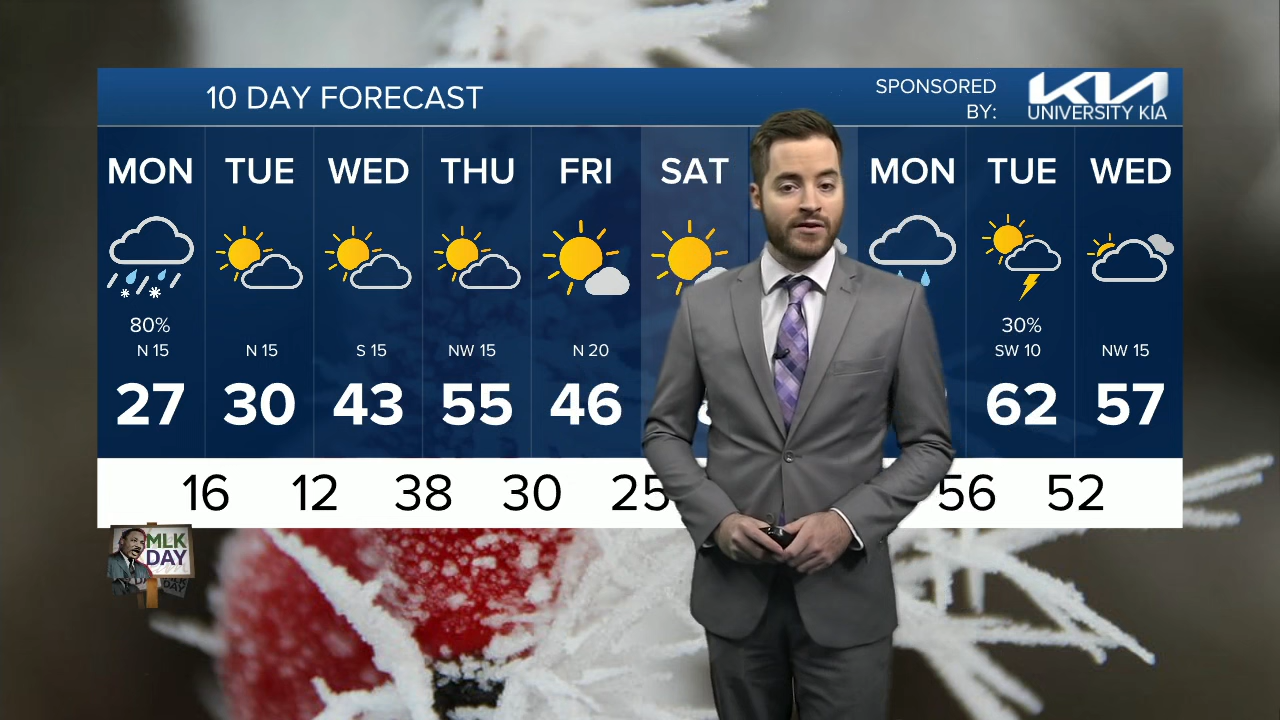 10 DAY FORECAST
SPONSORED
BY:
KIA
UNIVERSITY KIA
MON TUE WED THU FRI SAT MON TUE WED
80% 30%
N 15 N 15 S 15 NW 15 N 20 SW 10 NW 15
27 30 43 55 46 62 57
16 12 38 30 25 56 52
MLK
DAY